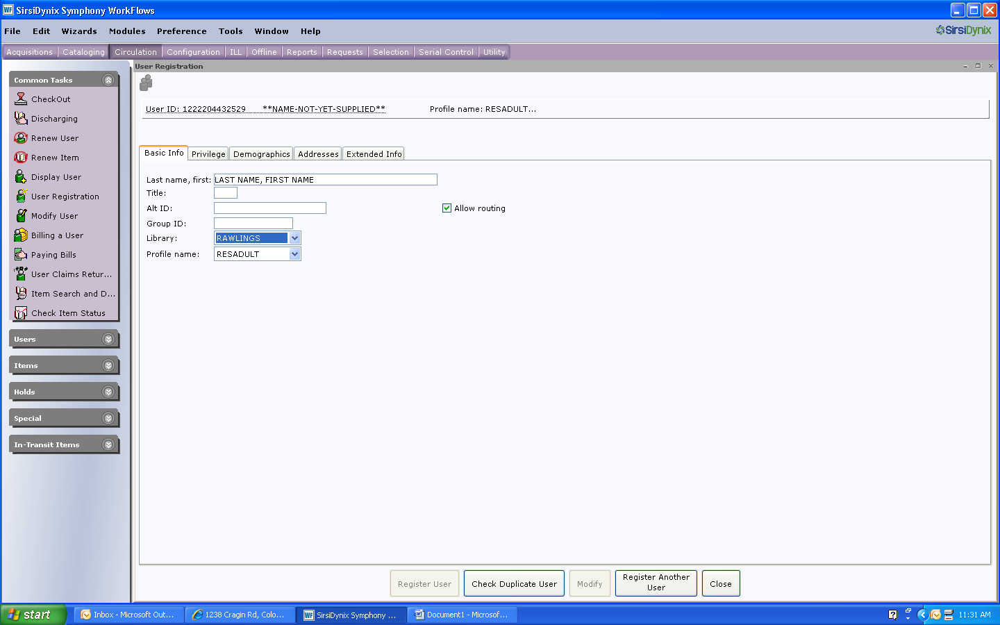 WF SirsiDynix Symphony WorkFlows
File Edit Wizards Modules Preference Tools Window Help
SirsiDynix
Acquisitions Cataloging Circulation Configuration ILL Offline Reports Requests Selection Serial Control Utility
User Registration
Common Tasks
CheckOut
Discharging
Renew User
Renew Item
Display User
User Registration
Modify User
Billing a User
Paying Bills
User Claims Retur...
Item Search and D...
Check Item Status
Users
Items
Holds
Special
In-Transit Items
User ID: 1222204432529 **NAME-NOT-YET-SUPPLIED** Profile name: RESADULT...
Basic Info Privilege Demographics Addresses Extended Info
Last name, first: LAST NAME, FIRST NAME
Title:
Alt ID: Allow routing
Group ID:
Library: RAWLINGS
Profile name: RESADULT
Register User Check Duplicate User Modify Register Another User Close
start Inbox - Microsoft Out... 1238 Cragin Rd, Colo... WF SirsiDynix Symphony ... Document1 - Microsof... 11:31 AM